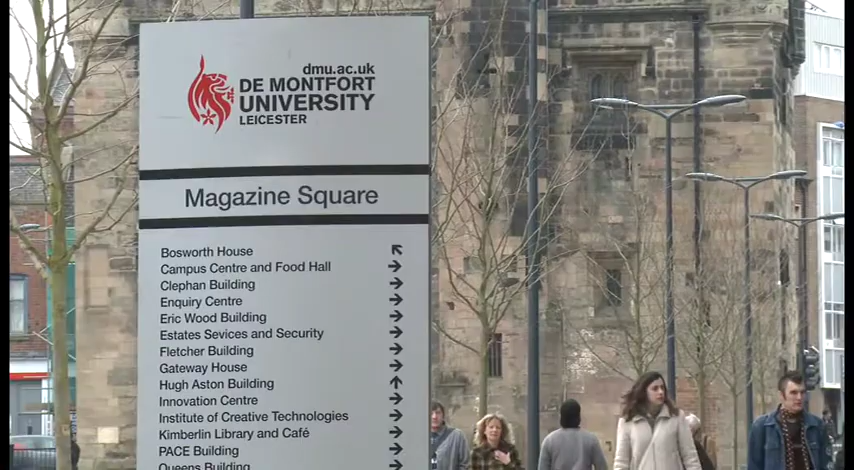 dmu.ac.uk
DE MONTFORT
UNIVERSITY
LEICESTER
Magazine Square
Bosworth House
Campus Centre and Food Hall
Clephan Building
Enquiry Centre
Eric Wood Building
Estates Sevices and Security
Fletcher Building
Gateway House
Hugh Aston Building
Innovation Centre
Institute of Creative Technologies
Kimberlin Library and Café
PACE Building
Queens Building